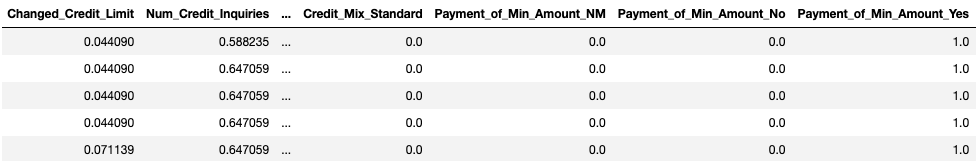 Changed_Credit_Limit Num_Credit_Inquiries ... Credit_Mix_Standard Payment_of_Min_Amount_NM Payment_of_Min_Amount_No Payment_of_Min_Amount_Yes
0.044090 0.588235 ... 0.0 0.0 0.0 1.0
0.044090 0.647059 ... 0.0 0.0 0.0 1.0
0.044090 0.647059 ... 0.0 0.0 0.0 1.0
0.044090 0.647059 ... 0.0 0.0 0.0 1.0
0.071139 0.647059 ... 0.0 0.0 0.0 1.0